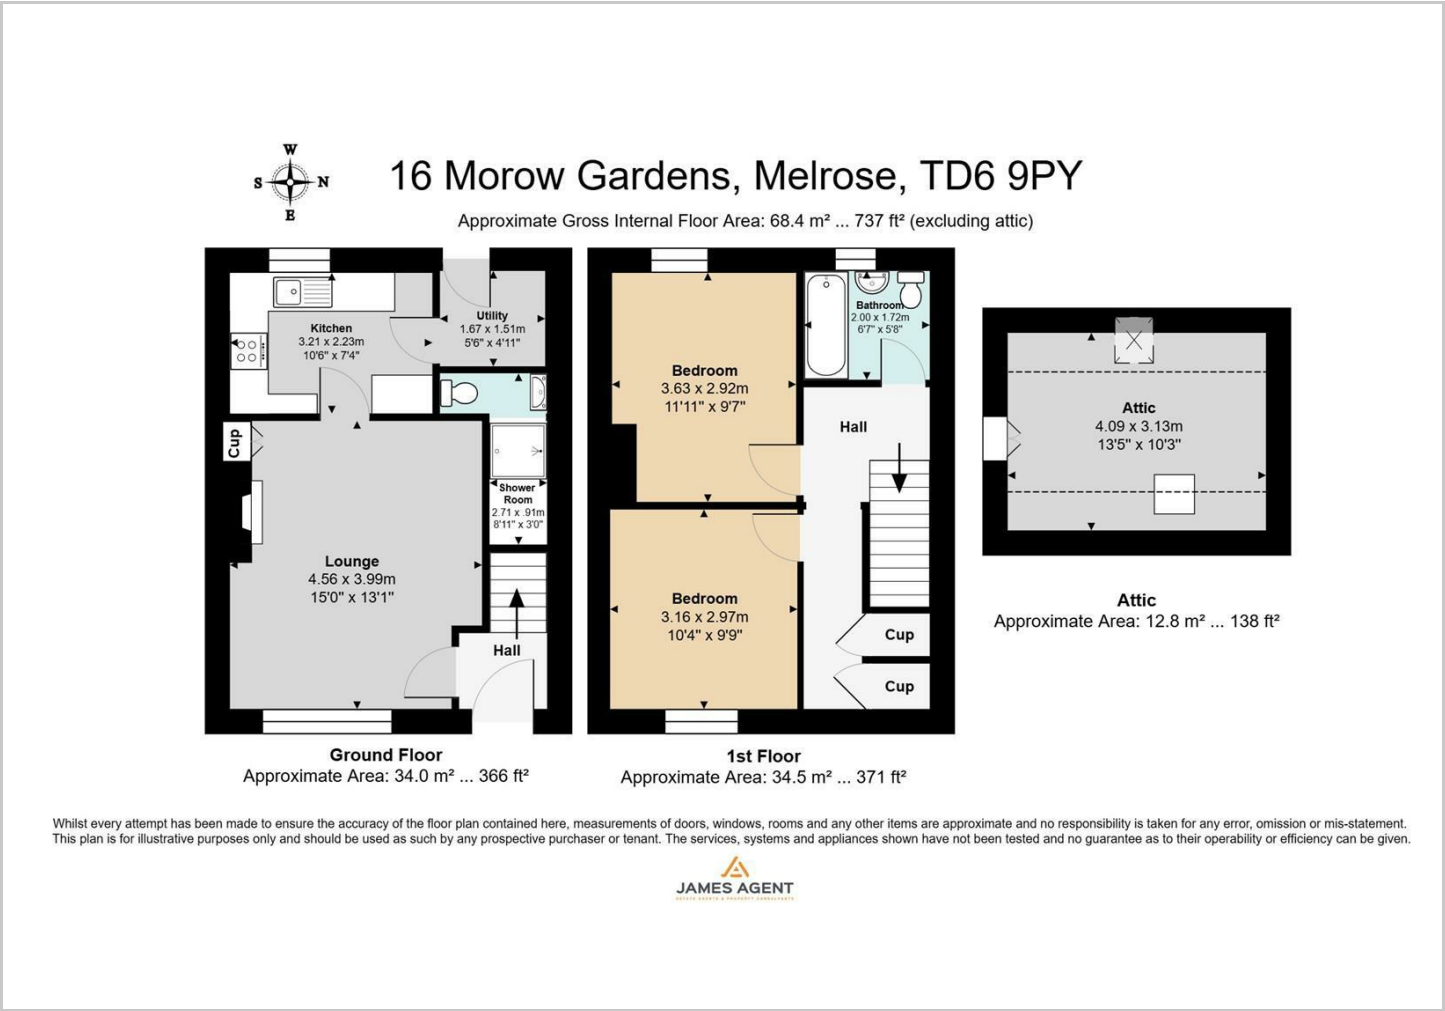 W
S N
E
16 Morow Gardens, Melrose, TD6 9PY
Approximate Gross Internal Floor Area: 68.4 m² ... 737 ft² (excluding attic)
Kitchen
3.21 x 2.23m
10'6" x 7'4"
Utility
1.67 x 1.51m
5'6" x 4'11"
Cup
Shower
Room
2.71 x .91m
8'11" x 3'0"
Lounge
4.56 x 3.99m
15'0" x 13'1"
Hall
Ground Floor
Approximate Area: 34.0 m² ... 366 ft²
Bathroom
2.00 x 1.72m
6'7" x 5'8"
Bedroom
3.63 x 2.92m
11'11" x 9'7"
Hall
Bedroom
3.16 x 2.97m
10'4" x 9'9"
Cup
Cup
1st Floor
Approximate Area: 34.5 m² ... 371 ft²
Attic
4.09 x 3.13m
13'5" x 10'3"
Attic
Approximate Area: 12.8 m² ... 138 ft²
Whilst every attempt has been made to ensure the accuracy of the floor plan contained here, measurements of doors, windows, rooms and any other items are approximate and no responsibility is taken for any error, omission or mis-statement.
This plan is for illustrative purposes only and should be used as such by any prospective purchaser or tenant. The services, systems and appliances shown have not been tested and no guarantee as to their operability or efficiency can be given.
JAMES AGENT
ESTATE AGENTS & PROPERTY CONSULTANTS